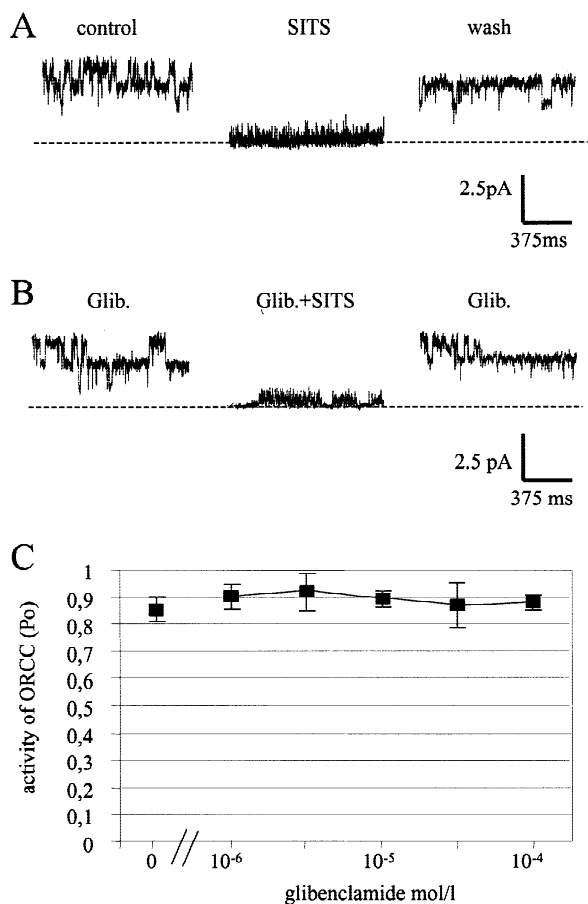 A
control SITS wash
2.5pA
375ms
B
Glib. Glib.+SITS Glib.
2.5 pA
375 ms
C
activity of ORCC (Po)
1
0,9
0,8
0,7
0,6
0,5
0,4
0,3
0,2
0,1
0
0 // 10⁻⁶ 10⁻⁵ 10⁻⁴
glibenclamide mol/l